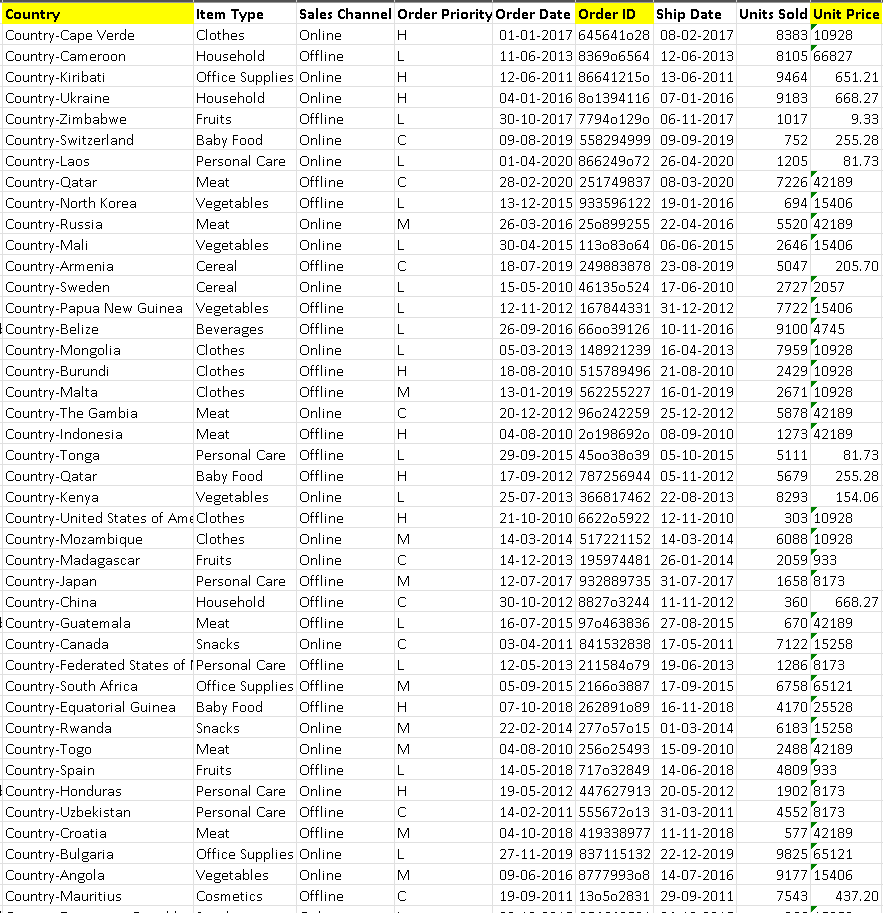 Country Item Type Sales Channel Order Priority Order Date Order ID Ship Date Units Sold Unit Price
Country-Cape Verde Clothes Online H 01-01-2017 645641o28 08-02-2017 8383 10928
Country-Cameroon Household Offline L 11-06-2013 8369o6564 12-06-2013 8105 66827
Country-Kiribati Office Supplies Online H 12-06-2011 86641215o 13-06-2011 9464 651.21
Country-Ukraine Household Online H 04-01-2016 8o1394116 07-01-2016 9183 668.27
Country-Zimbabwe Fruits Offline L 30-10-2017 7794o129o 06-11-2017 1017 9.33
Country-Switzerland Baby Food Online C 09-08-2019 558294999 09-09-2019 752 255.28
Country-Laos Personal Care Online L 01-04-2020 866249o72 26-04-2020 1205 81.73
Country-Qatar Meat Offline C 28-02-2020 251749837 08-03-2020 7226 42189
Country-North Korea Vegetables Offline L 13-12-2015 933596122 19-01-2016 694 15406
Country-Russia Meat Online M 26-03-2016 25o899255 22-04-2016 5520 42189
Country-Mali Vegetables Online L 30-04-2015 113o83o64 06-06-2015 2646 15406
Country-Armenia Cereal Offline C 18-07-2019 249883878 23-08-2019 5047 205.70
Country-Sweden Cereal Online L 15-05-2010 46135o524 17-06-2010 2727 2057
Country-Papua New Guinea Vegetables Offline L 12-11-2012 167844331 31-12-2012 7722 15406
Country-Belize Beverages Offline L 26-09-2016 66oo39126 10-11-2016 9100 4745
Country-Mongolia Clothes Online L 05-03-2013 148921239 16-04-2013 7959 10928
Country-Burundi Clothes Offline H 18-08-2010 515789496 21-08-2010 2429 10928
Country-Malta Clothes Offline M 13-01-2019 562255227 16-01-2019 2671 10928
Country-The Gambia Meat Online C 20-12-2012 96o242259 25-12-2012 5878 42189
Country-Indonesia Meat Offline H 04-08-2010 2o198692o 08-09-2010 1273 42189
Country-Tonga Personal Care Offline L 29-09-2015 45oo38o39 05-10-2015 5111 81.73
Country-Qatar Baby Food Offline H 17-09-2012 787256944 05-11-2012 5679 255.28
Country-Kenya Vegetables Online L 25-07-2013 366817462 22-08-2013 8293 154.06
Country-United States of Ame Clothes Offline H 21-10-2010 6622o5922 12-11-2010 303 10928
Country-Mozambique Clothes Online M 14-03-2014 517221152 14-03-2014 6088 10928
Country-Madagascar Fruits Online C 14-12-2013 195974481 26-01-2014 2059 933
Country-Japan Personal Care Offline M 12-07-2017 932889735 31-07-2017 1658 8173
Country-China Household Offline C 30-10-2012 8827o3244 11-11-2012 360 668.27
Country-Guatemala Meat Offline L 16-07-2015 97o463836 27-08-2015 670 42189
Country-Canada Snacks Online C 03-04-2011 841532838 17-05-2011 7122 15258
Country-Federated States of Personal Care Offline L 12-05-2013 211584o79 19-06-2013 1286 8173
Country-South Africa Office Supplies Offline M 05-09-2015 2166o3887 17-09-2015 6758 65121
Country-Equatorial Guinea Baby Food Offline H 07-10-2018 262891o89 16-11-2018 4170 25528
Country-Rwanda Snacks Online M 22-02-2014 277o57o15 01-03-2014 6183 15258
Country-Togo Meat Online M 04-08-2010 256o25493 15-09-2010 2488 42189
Country-Spain Fruits Offline L 14-05-2018 717o32849 14-06-2018 4809 933
Country-Honduras Personal Care Online H 19-05-2012 447627913 20-05-2012 1902 8173
Country-Uzbekistan Personal Care Offline C 14-02-2011 555672o13 31-03-2011 4552 8173
Country-Croatia Meat Offline M 04-10-2018 419338977 11-11-2018 577 42189
Country-Bulgaria Office Supplies Online L 27-11-2019 837115132 22-12-2019 9825 65121
Country-Angola Vegetables Online M 09-06-2016 8777993o8 14-07-2016 9177 15406
Country-Mauritius Cosmetics Offline C 19-09-2011 13o5o2831 29-09-2011 7543 437.20